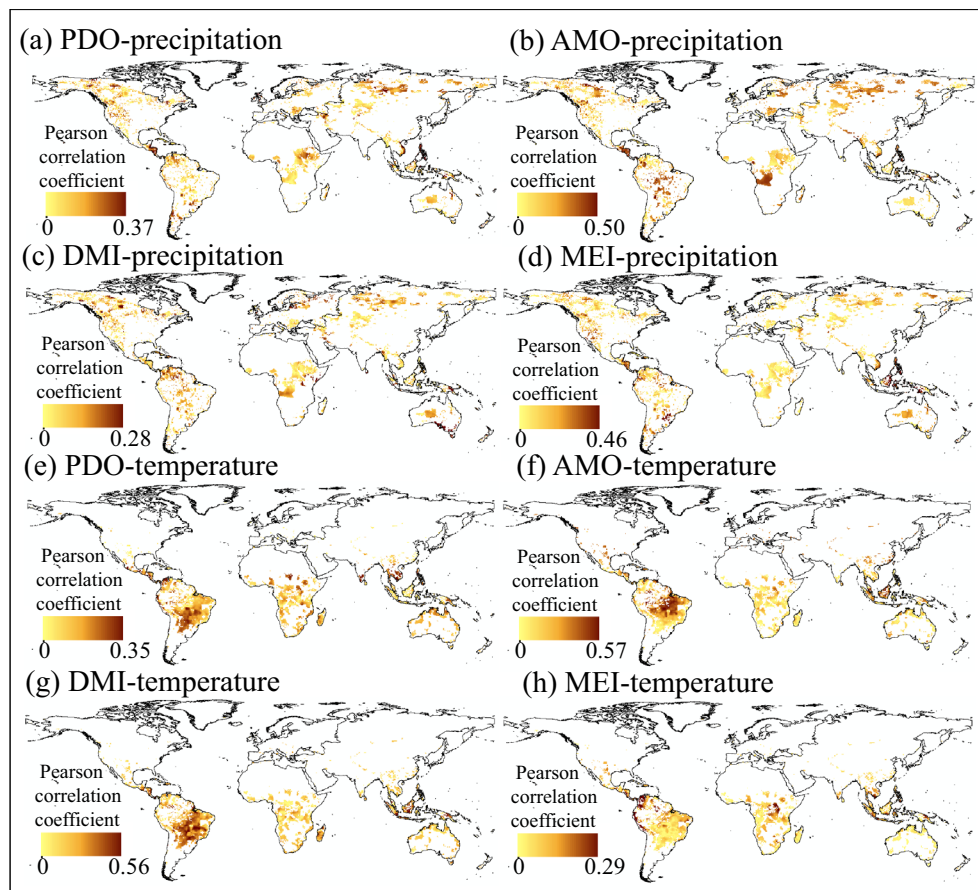 (a) PDO-precipitation
Pearson
correlation
coefficient
0 0.37
(b) AMO-precipitation
Pearson
correlation
coefficient
0 0.50
(c) DMI-precipitation
Pearson
correlation
coefficient
0 0.28
(d) MEI-precipitation
Pearson
correlation
coefficient
0 0.46
(e) PDO-temperature
Pearson
correlation
coefficient
0 0.35
(f) AMO-temperature
Pearson
correlation
coefficient
0 0.57
(g) DMI-temperature
Pearson
correlation
coefficient
0 0.56
(h) MEI-temperature
Pearson
correlation
coefficient
0 0.29